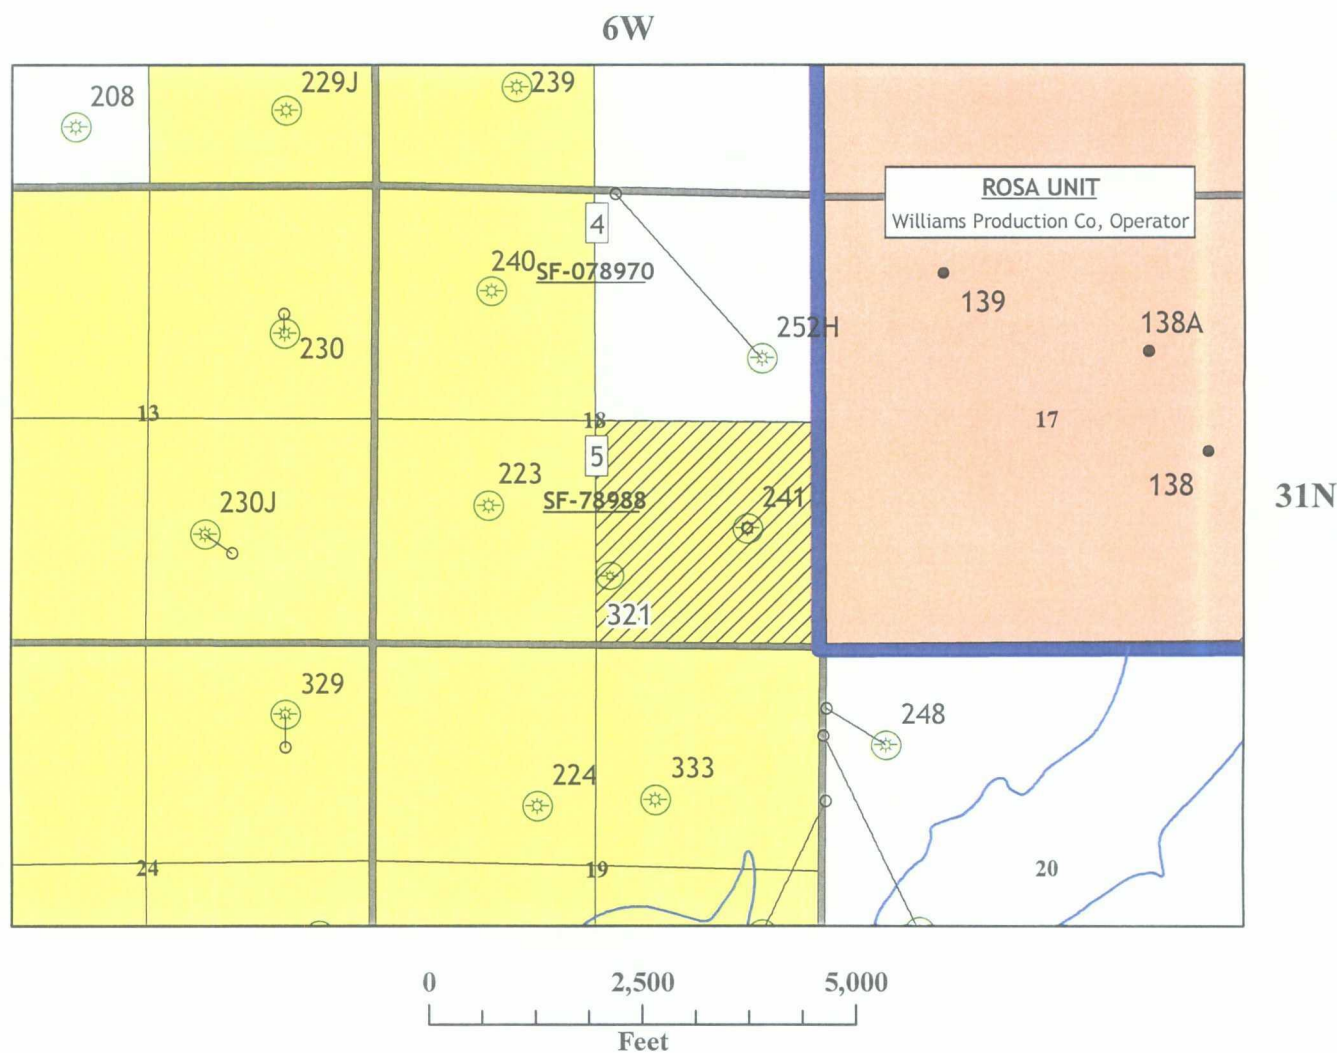 6W
208
229J
239
ROSA UNIT
Williams Production Co, Operator
4
240
SF-078970
139
138A
252H
230
13
18
17
5
223
SF-78988
241
138
31N
230J
321
329
248
224
333
24
19
20
0 2,500 5,000
Feet